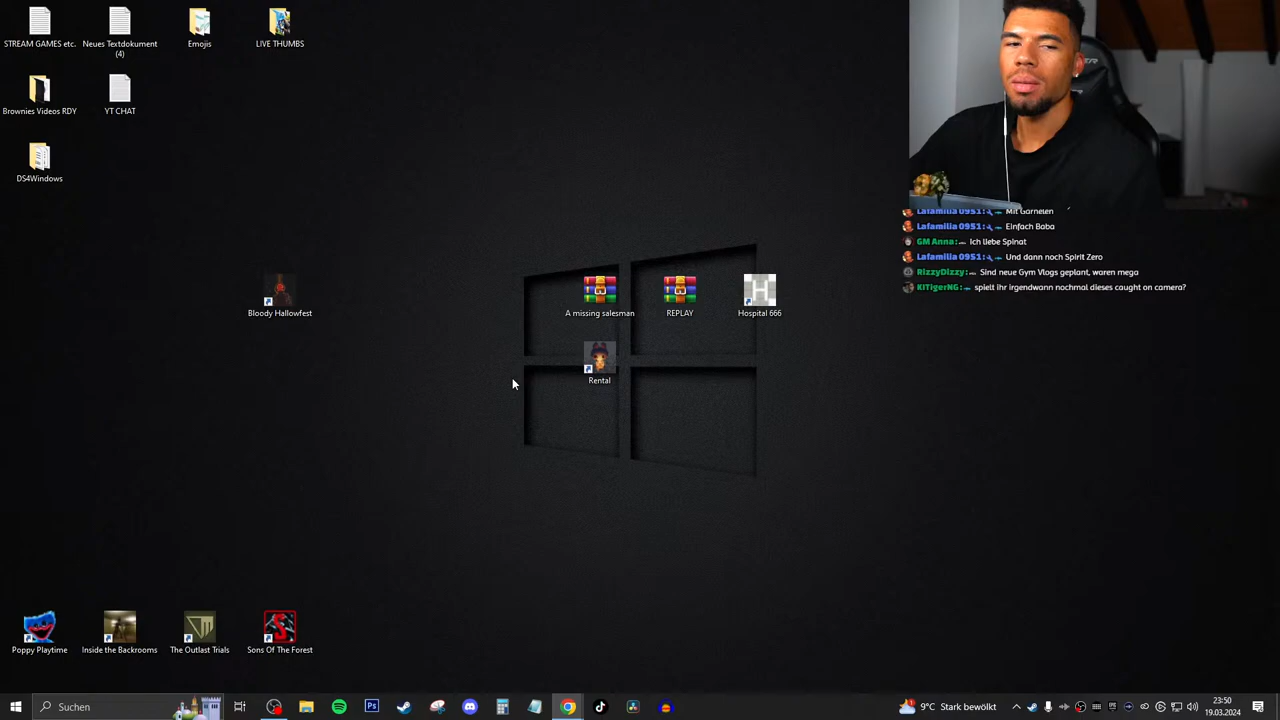 STREAM GAMES etc.
Neues Textdokument
(4)
Emojis
LIVE THUMBS
Brownies Videos RDY
YT CHAT
DS4Windows
Lafamilia 0951: Mit Garnelen
Lafamilia 0951: Einfach Baba
GM Anna: Ich liebe Spinat
Lafamilia 0951: Und dann noch Spirit Zero
RizzyDizzy: Sind neue Gym Vlogs geplant, waren mega
KITigerNG: spielt ihr irgendwann nochmal dieses caught on camera?
Bloody Hallowfest
A missing salesman
REPLAY
Hospital 666
Rental
Poppy Playtime
Inside the Backrooms
The Outlast Trials
Sons Of The Forest
Suchen
9°C Stark bewölkt
23:50
19.03.2024